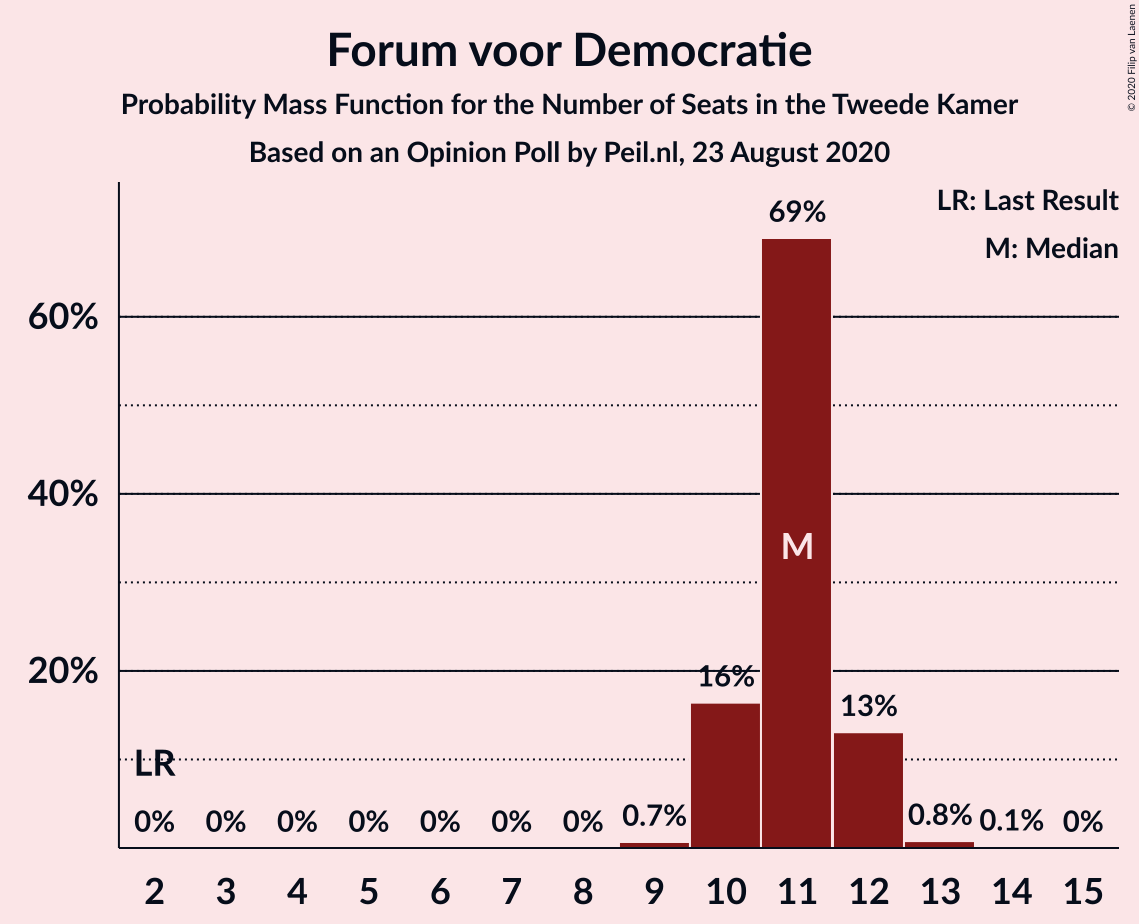 Forum voor Democratie
Probability Mass Function for the Number of Seats in the Tweede Kamer
Based on an Opinion Poll by Peil.nl, 23 August 2020
© 2020 Filip van Laenen
LR: Last Result
M: Median
60%
40%
20%
LR
M
0% 0% 0% 0% 0% 0% 0% 0.7% 16% 69% 13% 0.8% 0.1% 0%
2 3 4 5 6 7 8 9 10 11 12 13 14 15